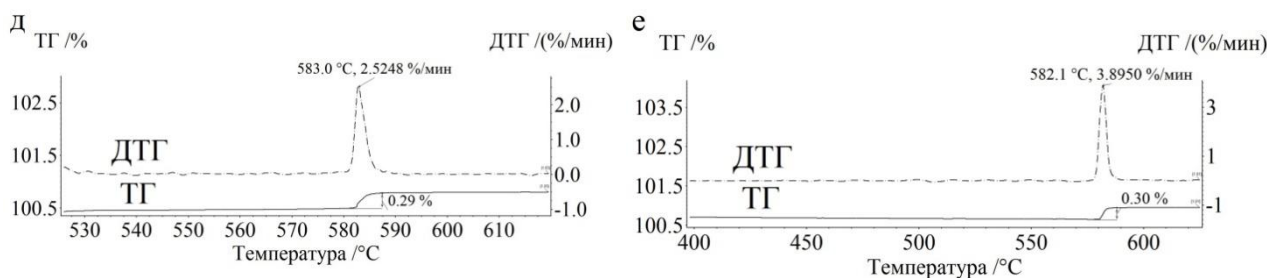 д
ТГ /%
ДТГ /(%/мин)
583.0 °C, 2.5248 %/мин
102.5
101.5
100.5
2.0
1.0
0.0
-1.0
ДТГ
ТГ
0.29 %
530 540 550 560 570 580 590 600 610
Температура /°C
е
ТГ /%
ДТГ /(%/мин)
582.1 °C, 3.8950 %/мин
103.5
102.5
101.5
100.5
3
1
-1
ДТГ
ТГ
0.30 %
400 450 500 550 600
Температура /°C